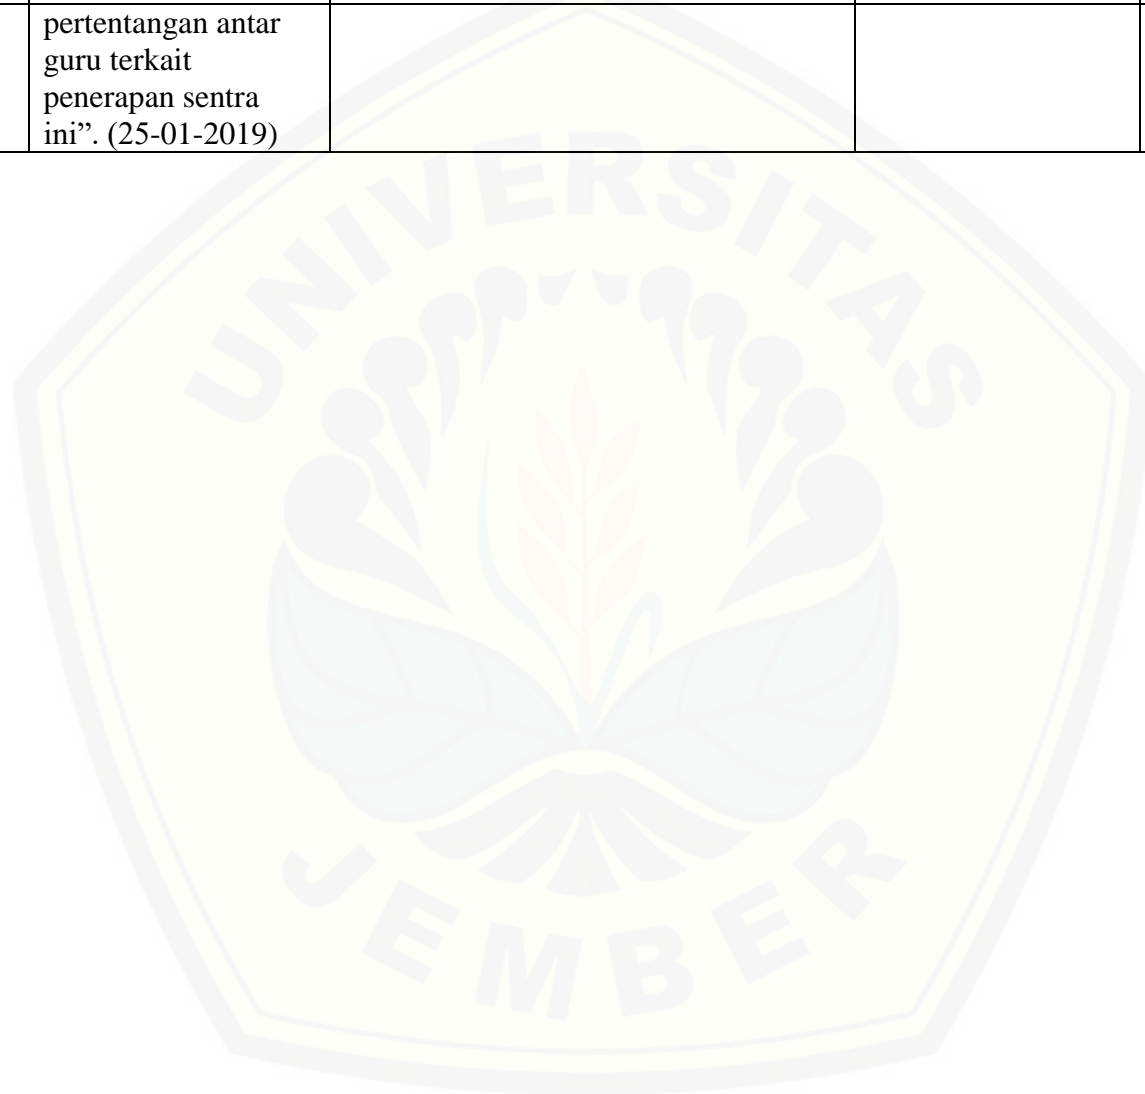 pertentangan antar
guru terkait
penerapan sentra
ini”. (25-01-2019)
UNIVERSITAS
JEMBER